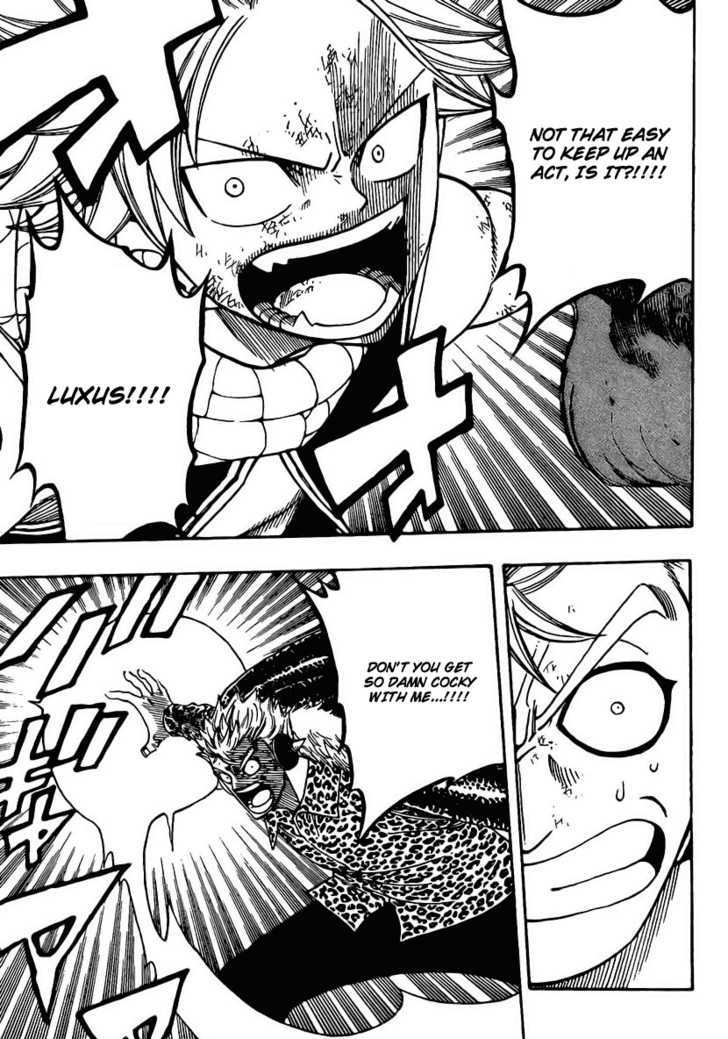 NOT THAT EASY
TO KEEP UP AN
ACT, IS IT?!!!!
LUXUS!!!!
DON'T YOU GET
SO DAMN COCKY
WITH ME...!!!!